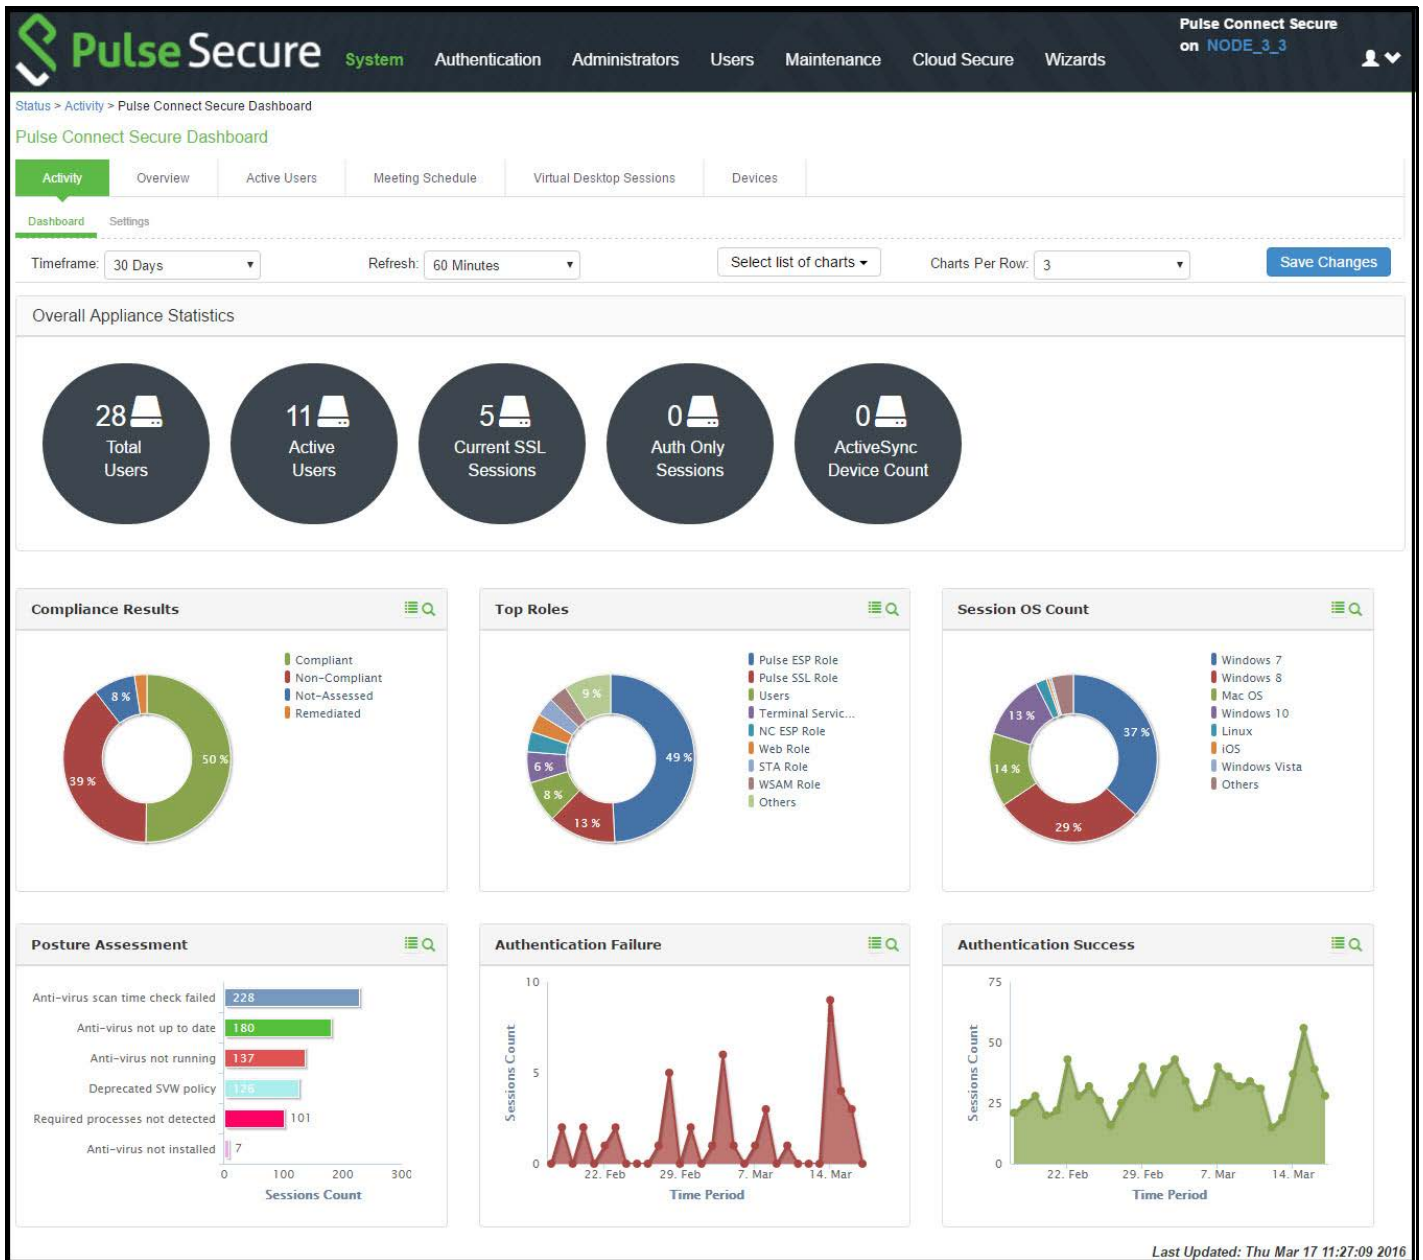 Pulse Secure
System Authentication Administrators Users Maintenance Cloud Secure Wizards
Pulse Connect Secure
on NODE_3_3
Status > Activity > Pulse Connect Secure Dashboard
Pulse Connect Secure Dashboard
Activity Overview Active Users Meeting Schedule Virtual Desktop Sessions Devices
Dashboard Settings
Timeframe: 30 Days Refresh: 60 Minutes Select list of charts Charts Per Row: 3 Save Changes
Overall Appliance Statistics
28
Total
Users
11
Active
Users
5
Current SSL
Sessions
0
Auth Only
Sessions
0
ActiveSync
Device Count
Compliance Results
Compliant
Non-Compliant
Not-Assessed
Remediated
8 %
50 %
39 %
Top Roles
Pulse ESP Role
Pulse SSL Role
Users
Terminal Servic...
NC ESP Role
Web Role
STA Role
WSAM Role
Others
9 %
49 %
6 %
8 %
13 %
Session OS Count
Windows 7
Windows 8
Mac OS
Windows 10
Linux
iOS
Windows Vista
Others
13 %
37 %
14 %
29 %
Posture Assessment
Anti-virus scan time check failed 228
Anti-virus not up to date 180
Anti-virus not running 137
Deprecated SVW policy 126
Required processes not detected 101
Anti-virus not installed 7
0 100 200 300
Sessions Count
Authentication Failure
10
5
0
Sessions Count
22. Feb 29. Feb 7. Mar 14. Mar
Time Period
Authentication Success
75
50
25
0
Sessions Count
22. Feb 29. Feb 7. Mar 14. Mar
Time Period
Last Updated: Thu Mar 17 11:27:09 2016